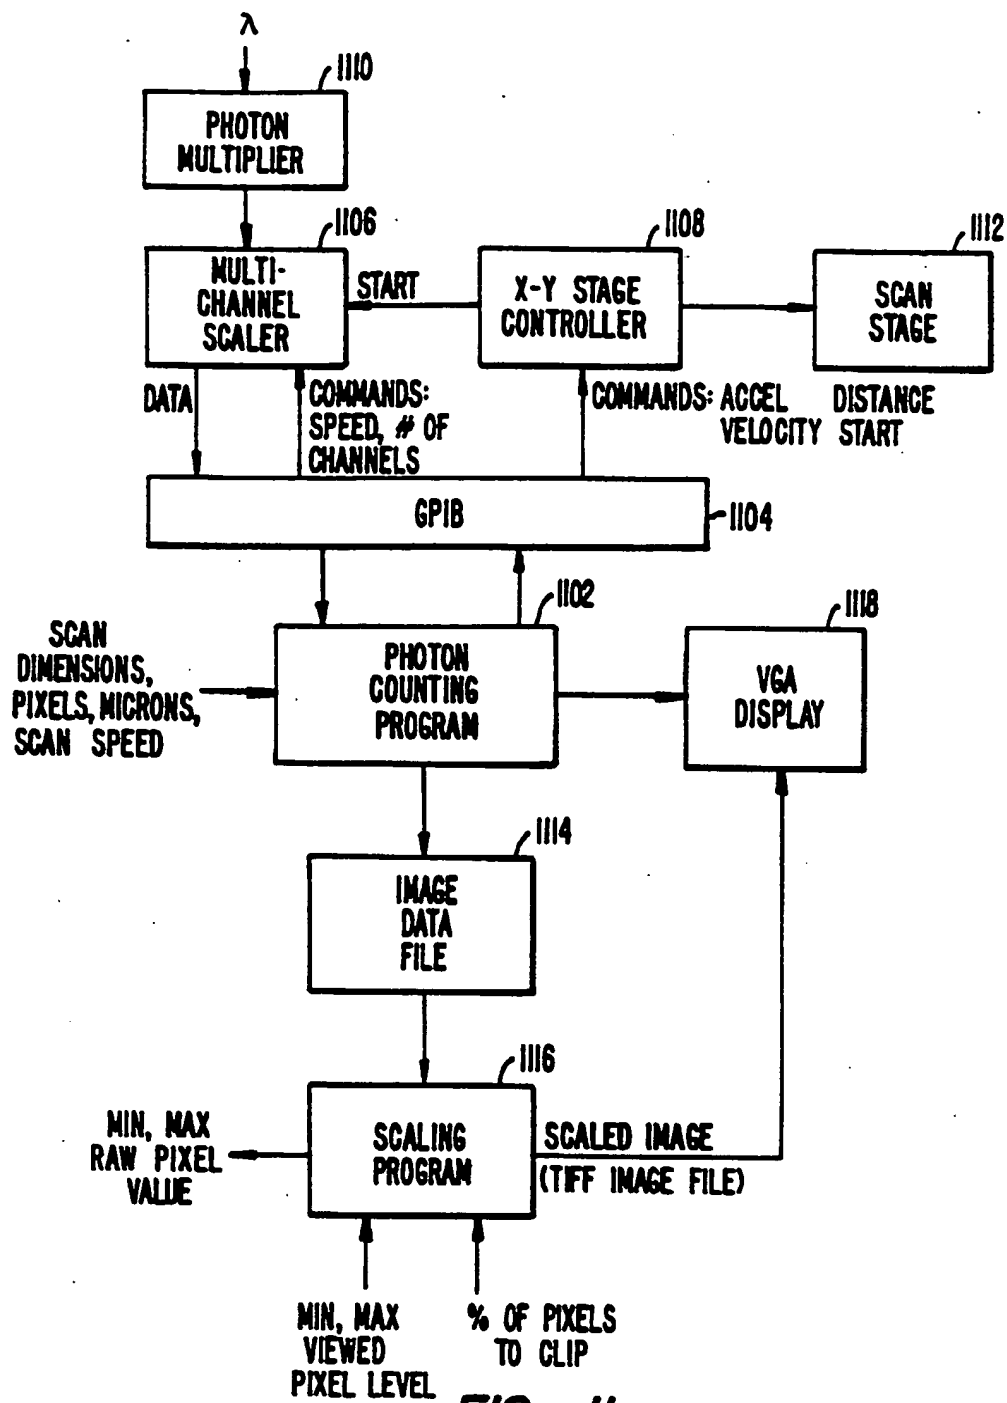 λ
1110
PHOTON
MULTIPLIER
1106
MULTI-
CHANNEL
SCALER
START
1108
X-Y STAGE
CONTROLLER
1112
SCAN
STAGE
DATA
COMMANDS:
SPEED, # OF
CHANNELS
COMMANDS: ACCEL DISTANCE
VELOCITY START
GPIB
1104
1102
PHOTON
COUNTING
PROGRAM
SCAN
DIMENSIONS,
PIXELS, MICRONS,
SCAN SPEED
1118
VGA
DISPLAY
1114
IMAGE
DATA
FILE
1116
SCALING
PROGRAM
MIN, MAX
RAW PIXEL
VALUE
SCALED IMAGE
(TIFF IMAGE FILE)
MIN, MAX
VIEWED
PIXEL LEVEL
% OF PIXELS
TO CLIP